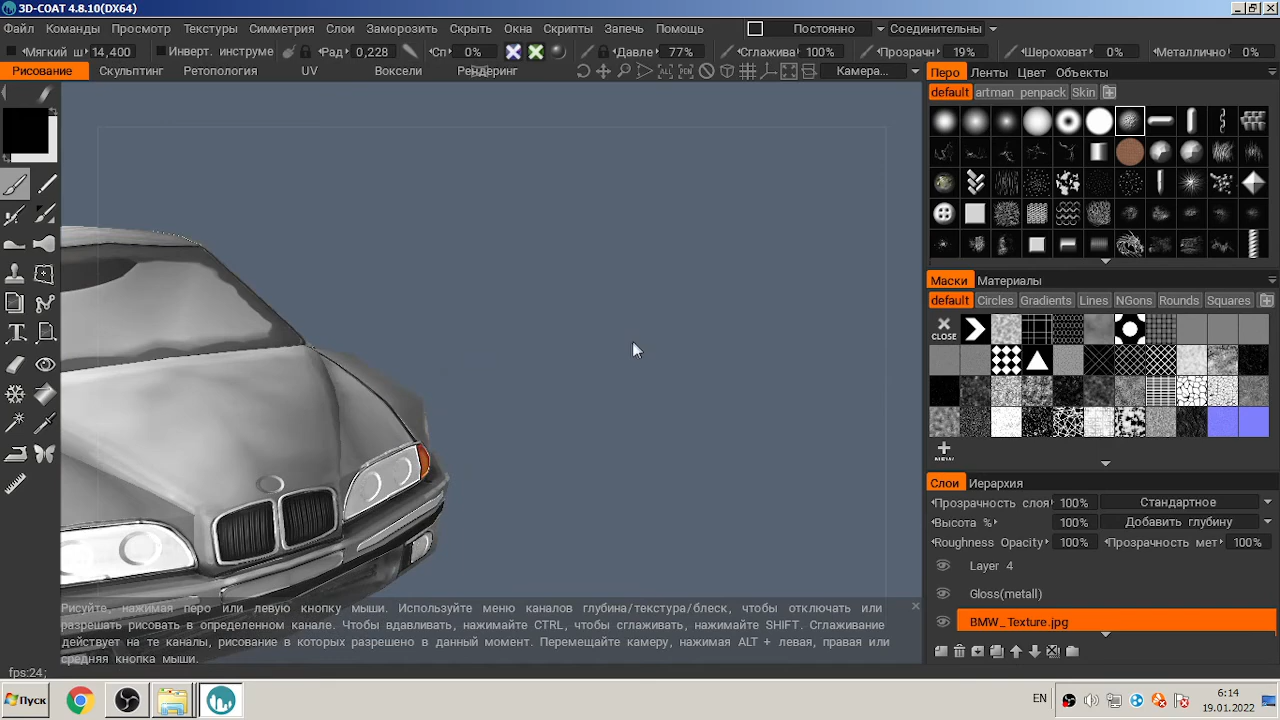 3D-COAT 4.8.10(DX64)
Файл Команды Просмотр Текстуры Симметрия Слои Заморозить Скрыть Окна Скрипты Запечь Помощь Постоянно Соединительны
Мягкий ш 14,400 Инверт. инструме Рад 0,228 Сп 0% Давле 77% Сглажива 100% Прозрачн 19% Шероховат 0% Металлично 0%
Рисование Скульптинг Ретопология UV Воксели Рендеринг Камера...
Перо Ленты Цвет Объекты
default artman penpack Skin
Маски Материалы
default Circles Gradients Lines NGons Rounds Squares
CLOSE
NEW
Слои Иерархия
Прозрачность слоя 100% Стандартное
Высота % 100% Добавить глубину
Roughness Opacity 100% Прозрачность мет 100%
Layer 4
Gloss(metall)
BMW_Texture.jpg
Рисуйте, нажимая перо или левую кнопку мыши. Используйте меню каналов глубина/текстура/блеск, чтобы отключать или
разрешать рисовать в определенном канале. Чтобы вдавливать, нажимайте CTRL, чтобы сглаживать, нажимайте SHIFT. Сглаживание
действует на те каналы, рисование в которых разрешено в данный момент. Перемещайте камеру, нажимая ALT + левая, правая или
средняя кнопка мыши.
fps:24;
Пуск EN 6:14
19.01.2022